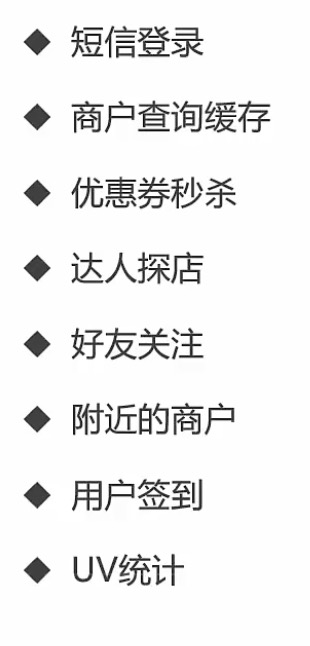 ◆ 短信登录
◆ 商户查询缓存
◆ 优惠券秒杀
◆ 达人探店
◆ 好友关注
◆ 附近的商户
◆ 用户签到
◆ UV统计